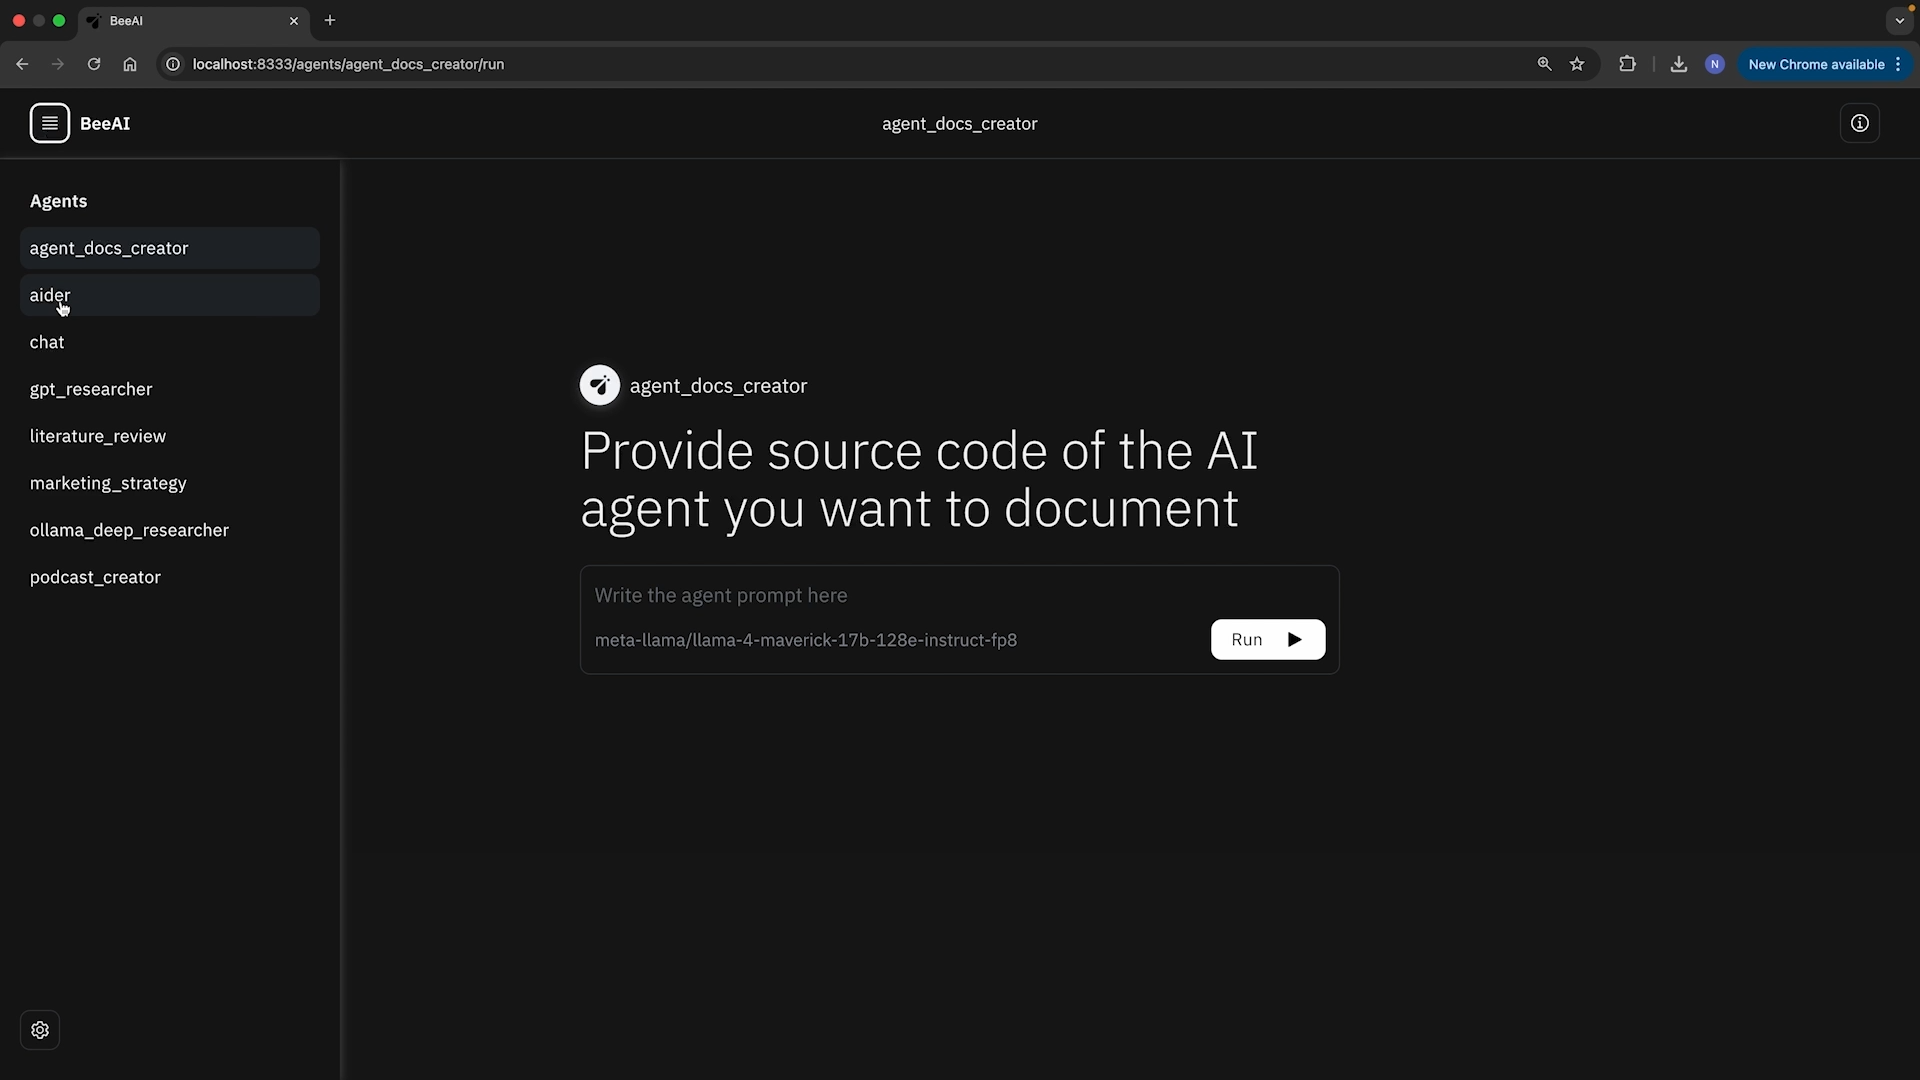 BeeAI
localhost:8333/agents/agent_docs_creator/run
N
New Chrome available
BeeAI
agent_docs_creator
Agents
agent_docs_creator
aider
chat
gpt_researcher
literature_review
marketing_strategy
ollama_deep_researcher
podcast_creator
agent_docs_creator
Provide source code of the AI
agent you want to document
Write the agent prompt here
meta-llama/llama-4-maverick-17b-128e-instruct-fp8
Run